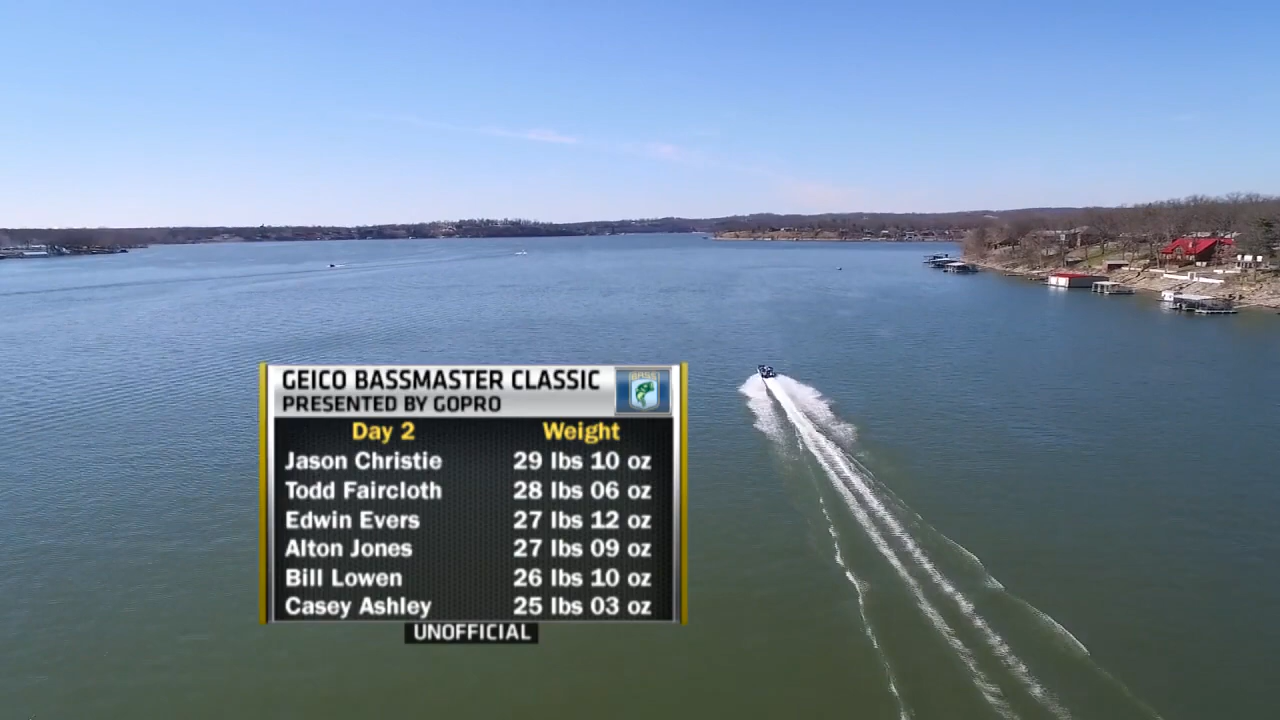 GEICO BASSMASTER CLASSIC
PRESENTED BY GOPRO
BASS
Day 2 Weight
Jason Christie 29 lbs 10 oz
Todd Faircloth 28 lbs 06 oz
Edwin Evers 27 lbs 12 oz
Alton Jones 27 lbs 09 oz
Bill Lowen 26 lbs 10 oz
Casey Ashley 25 lbs 03 oz
UNOFFICIAL